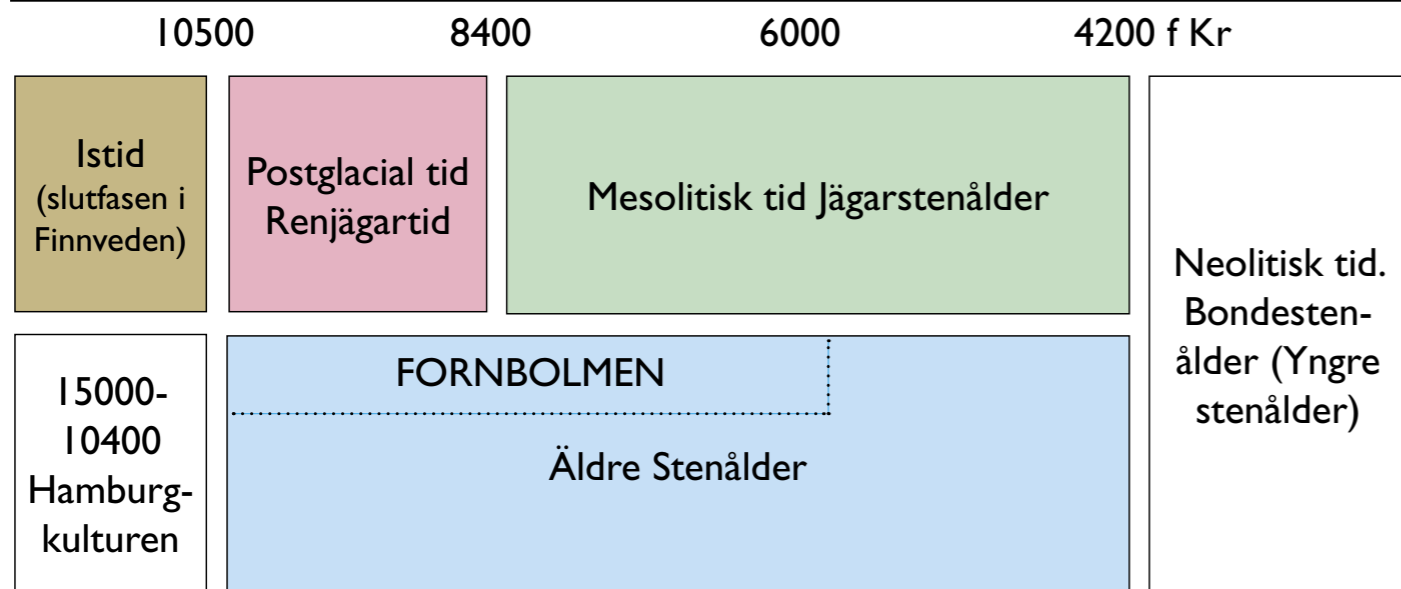 10500 8400 6000 4200 f Kr
Istid
(slutfasen i
Finnveden)
Postglacial tid
Renjägartid
Mesolitisk tid Jägarstenålder
Neolitisk tid.
Bondesten-
ålder (Yngre
stenålder)
15000-
10400
Hamburg-
kulturen
FORNBOLMEN
Äldre Stenålder